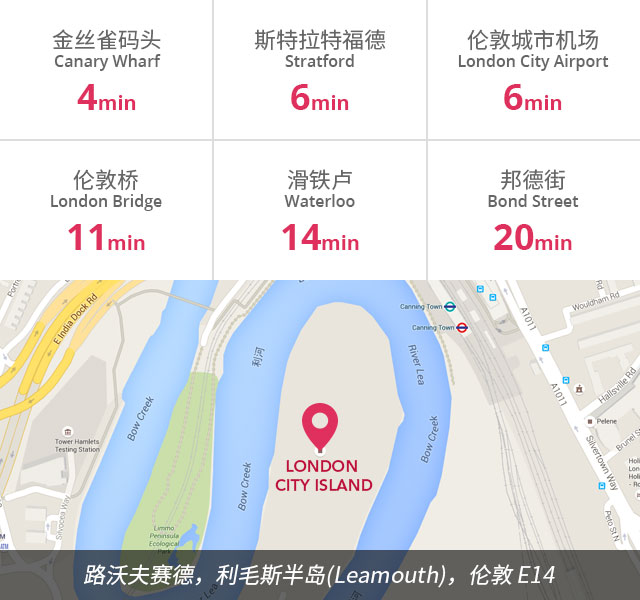 金丝雀码头
Canary Wharf
4min
斯特拉特福德
Stratford
6min
伦敦城市机场
London City Airport
6min
伦敦桥
London Bridge
11min
滑铁卢
Waterloo
14min
邦德街
Bond Street
20min
E India Dock Rd
利河
Canning Town
Canning Town
River Lea
A1011
A1011
Wouldham Rd
Hallsville Rd
Pelene
Brunel St
Silvertown Way
Peto St N
Bow Creek
Bow Creek
Bow Creek
Tower Hamlets
Testing Station
Saffron Way
Limmo
Peninsula
Ecological
Park
LONDON
CITY ISLAND
路沃夫赛德，利毛斯半岛(Leamouth)，伦敦 E14